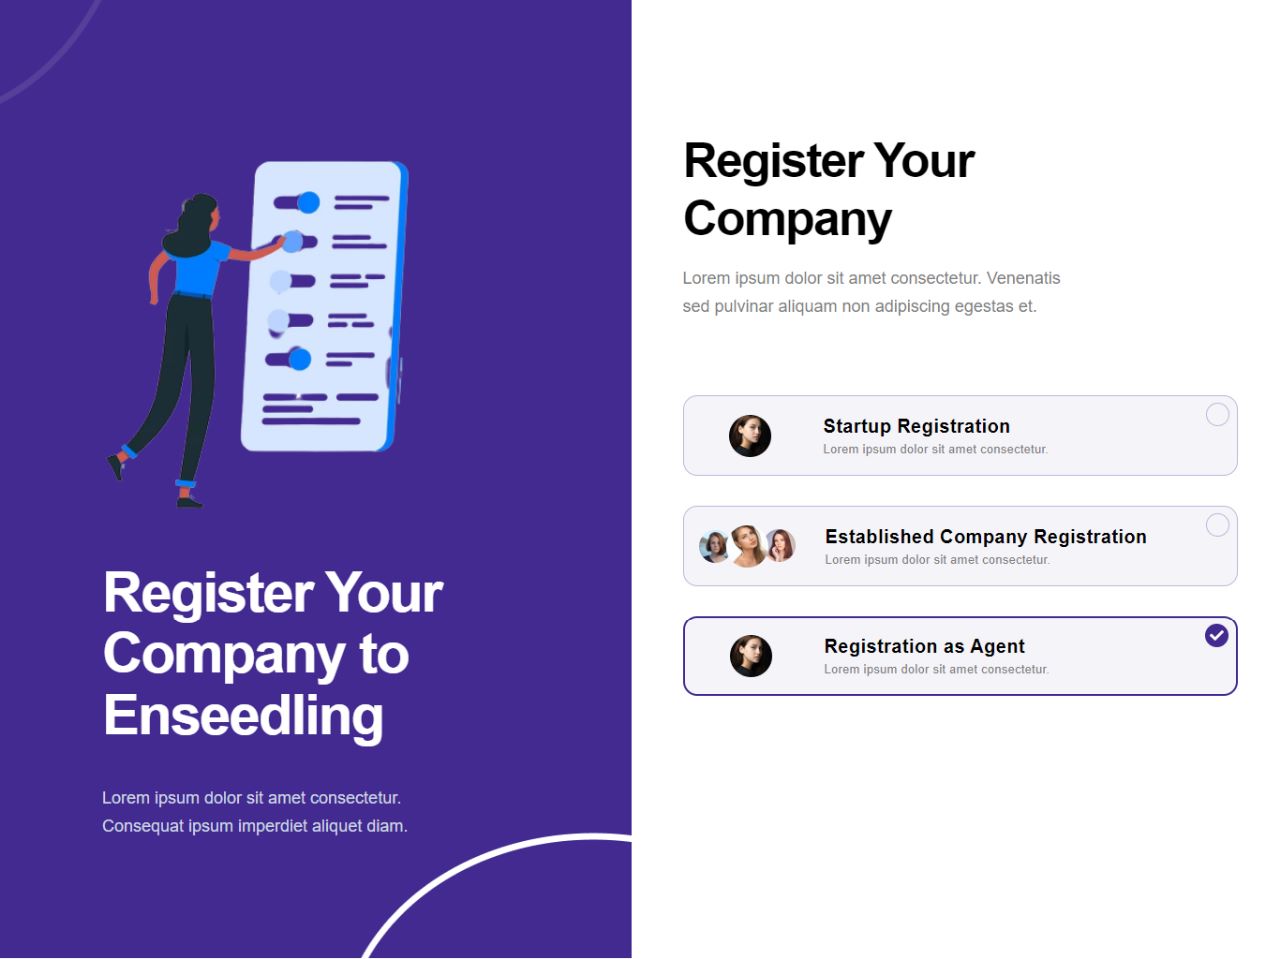 Register Your
Company to
Enseedling
Lorem ipsum dolor sit amet consectetur.
Consequat ipsum imperdiet aliquet diam.
Register Your
Company
Lorem ipsum dolor sit amet consectetur. Venenatis
sed pulvinar aliquam non adipiscing egestas et.
Startup Registration
Lorem ipsum dolor sit amet consectetur.
Established Company Registration
Lorem ipsum dolor sit amet consectetur.
Registration as Agent
Lorem ipsum dolor sit amet consectetur.